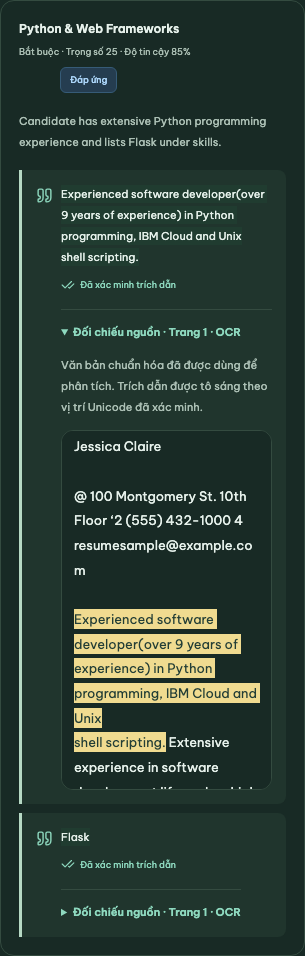 Python & Web Frameworks
Bắt buộc · Trọng số 25 · Độ tin cậy 85%
Đáp ứng
Candidate has extensive Python programming
experience and lists Flask under skills.
Experienced software developer(over
9 years of experience) in Python
programming, IBM Cloud and Unix
shell scripting.
Đã xác minh trích dẫn
Đối chiếu nguồn · Trang 1 · OCR
Văn bản chuẩn hóa đã được dùng để
phân tích. Trích dẫn được tô sáng theo
vị trí Unicode đã xác minh.
Jessica Claire
@ 100 Montgomery St. 10th
Floor ‘2 (555) 432-1000 4
resumesample@example.co
m
Experienced software
developer(over 9 years of
experience) in Python
programming, IBM Cloud and
Unix
shell scripting. Extensive
experience in software
Flask
Đã xác minh trích dẫn
Đối chiếu nguồn · Trang 1 · OCR